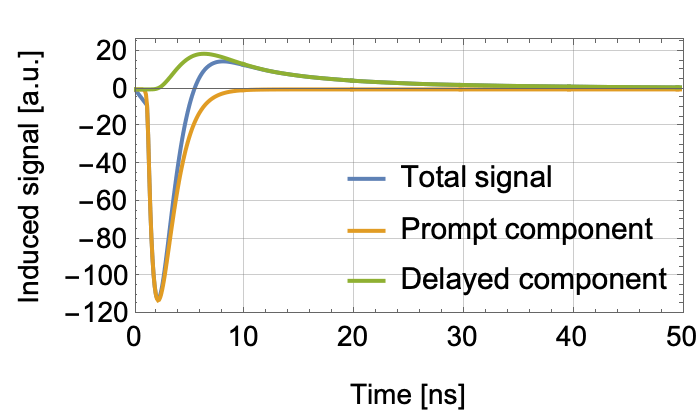 Induced signal [a.u.]
20
0
−20
−40
−60
−80
−100
−120
Total signal
Prompt component
Delayed component
0 10 20 30 40 50
Time [ns]